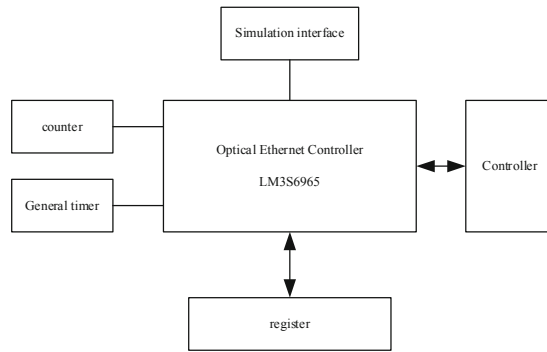 Simulation interface
counter
Optical Ethernet Controller
LM3S6965
Controller
General timer
register